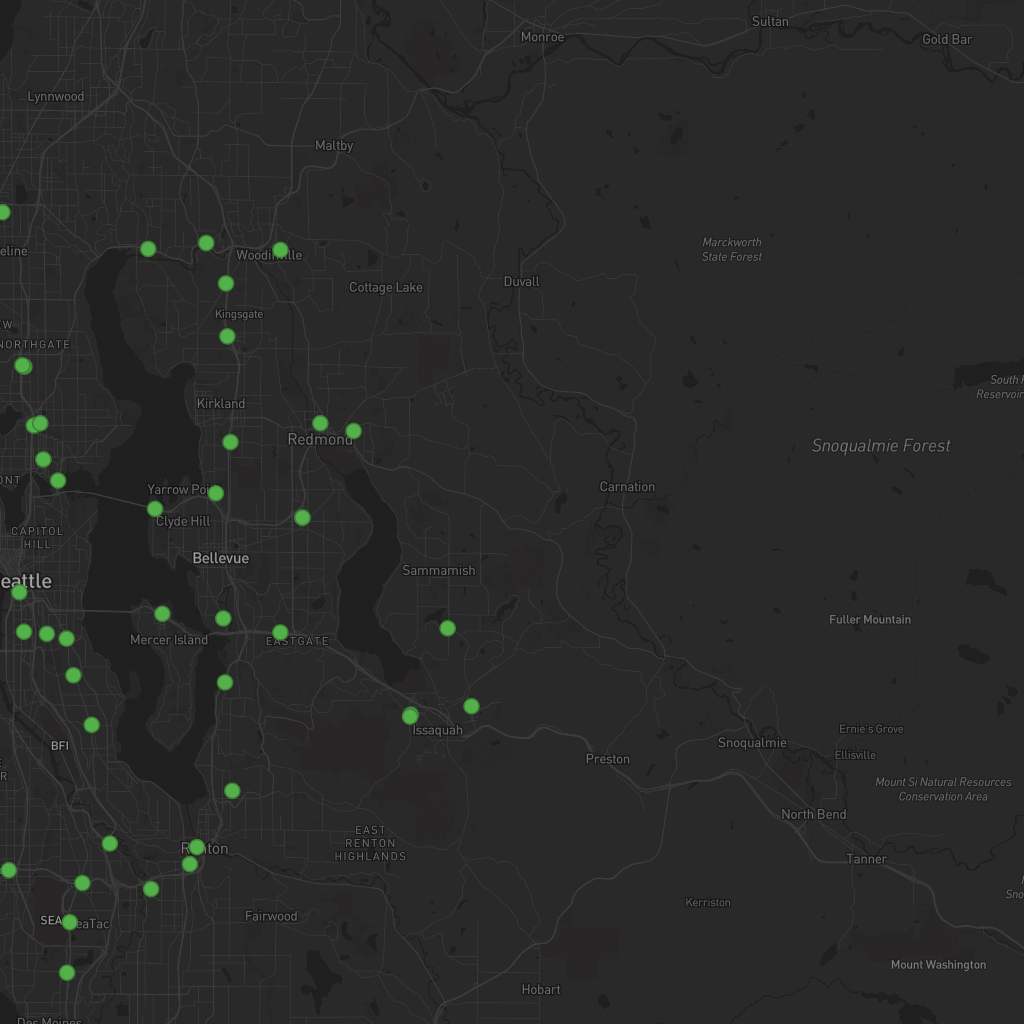 Sultan
Monroe
Gold Bar
Lynnwood
Maltby
Marckworth
State Forest
eline
Woodinville
Duvall
Cottage Lake
Kingsgate
NORTHGATE
South
Reservoir
Kirkland
Redmond
Snoqualmie Forest
Carnation
Yarrow Poi
Clyde Hill
CAPITOL
HILL
Bellevue
Sammamish
eattle
Fuller Mountain
Mercer Island
EASTGATE
Issaquah
Ernie's Grove
BFI
Snoqualmie
Ellisville
Preston
R
Mount Si Natural Resources
Conservation Area
North Bend
EAST
RENTON
HIGHLANDS
Renton
Tanner
Sno
Kerriston
Fairwood
SEA
eaTac
Mount Washington
Hobart
Des Moines